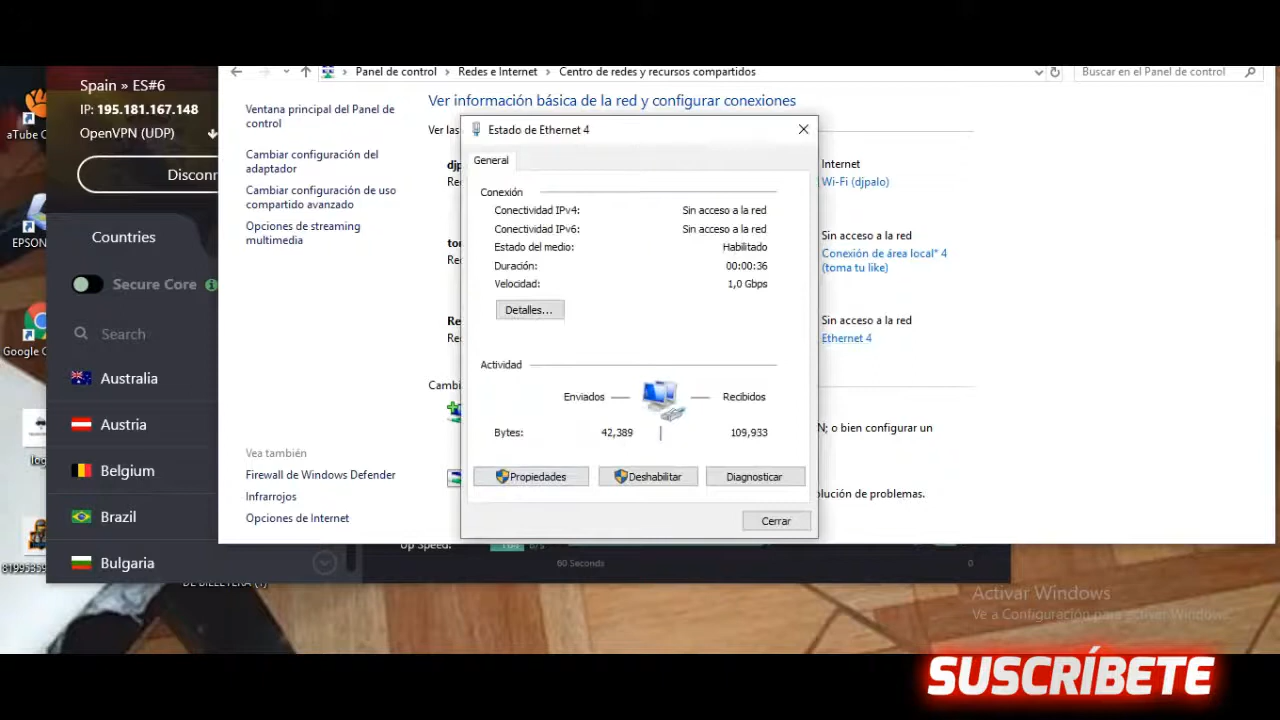 Panel de control
Redes e Internet
Centro de redes y recursos compartidos
Buscar en el Panel de control
Spain » ES#6
IP: 195.181.167.148
OpenVPN (UDP)
Disconn
Countries
Secure Core
Search
Australia
Austria
Belgium
Brazil
Bulgaria
aTube C
EPSON
Google C
Ventana principal del Panel de
control
Cambiar configuración del
adaptador
Cambiar configuración de uso
compartido avanzado
Opciones de streaming
multimedia
Vea también
Firewall de Windows Defender
Infrarrojos
Opciones de Internet
Ver información básica de la red y configurar conexiones
Ver las
djp
Re
Re
Re
Cambi
Estado de Ethernet 4
General
Conexión
Conectividad IPv4: Sin acceso a la red
Conectividad IPv6: Sin acceso a la red
Estado del medio: Habilitado
Duración: 00:00:36
Velocidad: 1,0 Gbps
Detalles...
Actividad
Enviados
Recibidos
Bytes: 42,389 109,933
Propiedades
Deshabilitar
Diagnosticar
Cerrar
Internet
Wi-Fi (djpalo)
Sin acceso a la red
Conexión de área local* 4
(toma tu like)
Sin acceso a la red
Ethernet 4
N; o bien configurar un
olución de problemas.
Up Speed:
60 Seconds
0
Activar Windows
Ve a Configuración para activar Windows.
SUSCRÍBETE